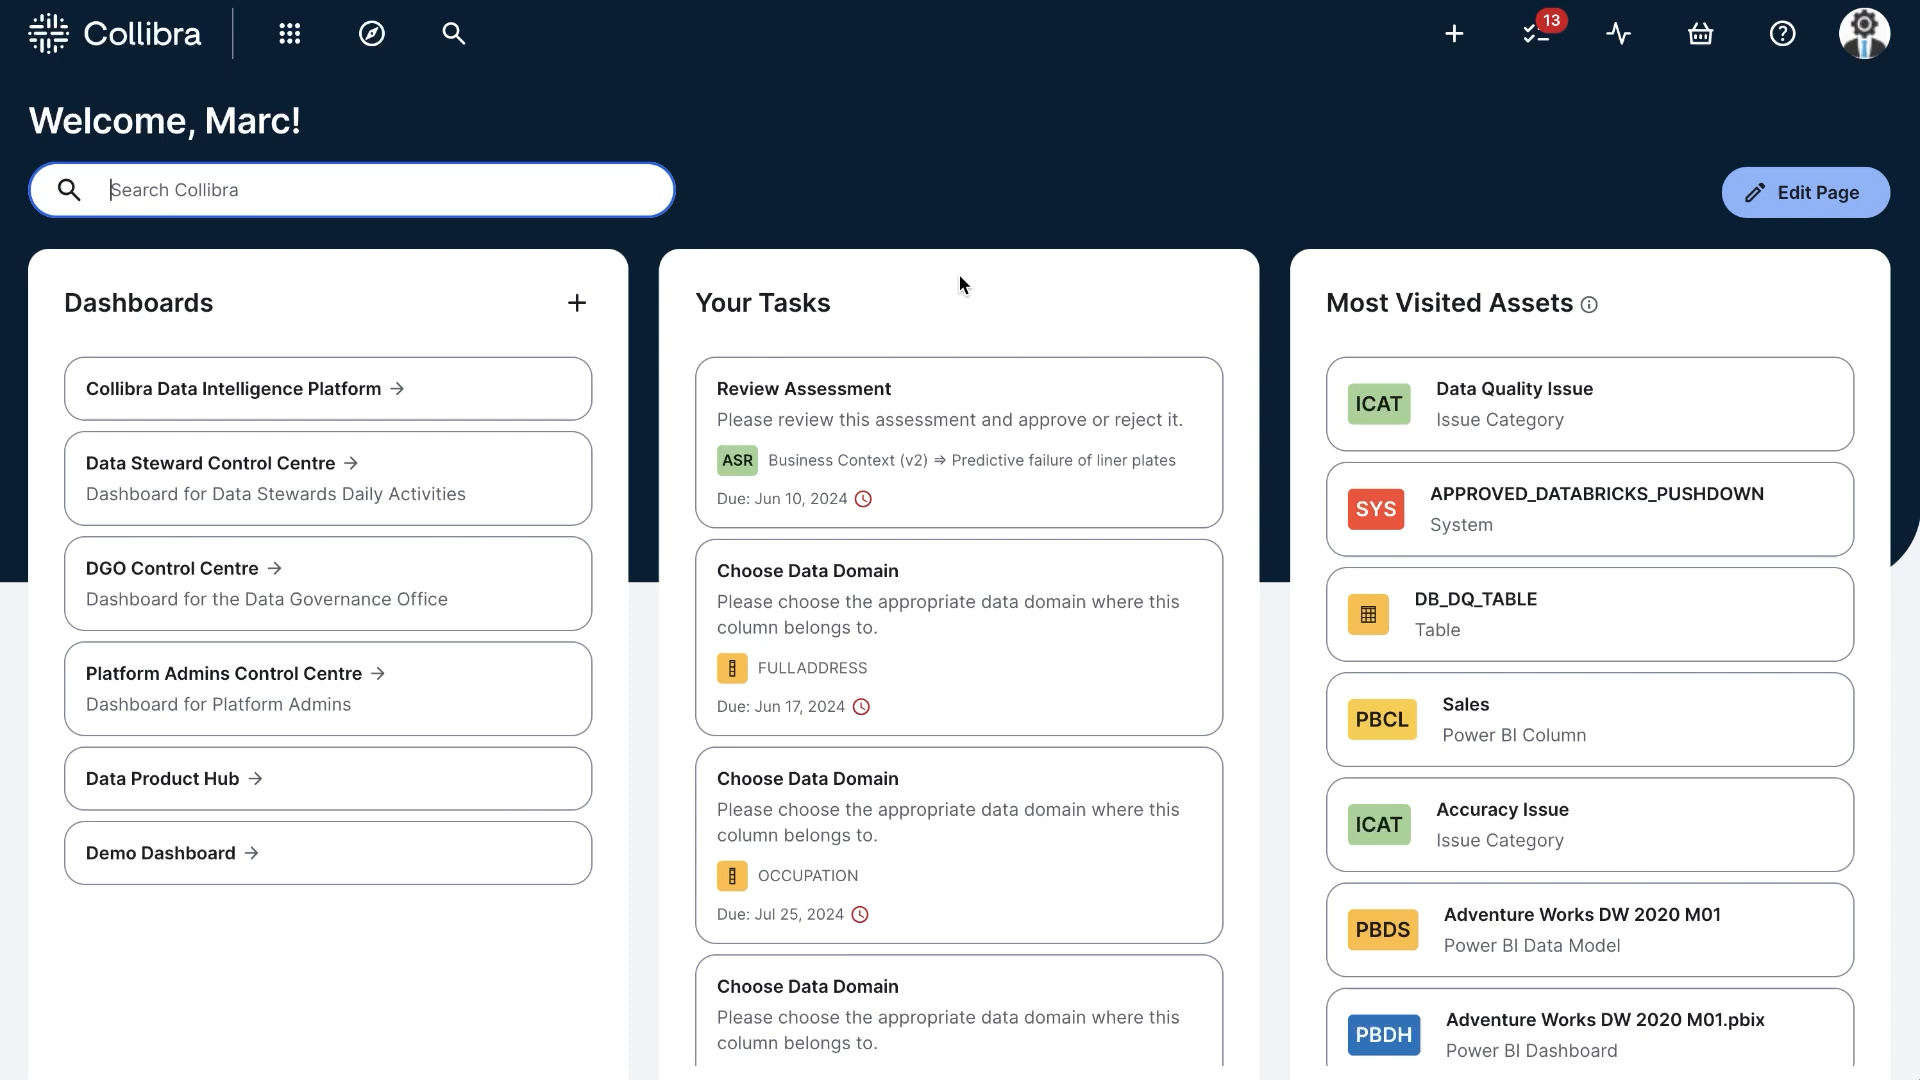 Collibra
13
Welcome, Marc!
Search Collibra
Edit Page
Dashboards
Collibra Data Intelligence Platform →
Data Steward Control Centre →
Dashboard for Data Stewards Daily Activities
DGO Control Centre →
Dashboard for the Data Governance Office
Platform Admins Control Centre →
Dashboard for Platform Admins
Data Product Hub →
Demo Dashboard →
Your Tasks
Review Assessment
Please review this assessment and approve or reject it.
ASR Business Context (v2) ⇒ Predictive failure of liner plates
Due: Jun 10, 2024
Choose Data Domain
Please choose the appropriate data domain where this
column belongs to.
FULLADDRESS
Due: Jun 17, 2024
Choose Data Domain
Please choose the appropriate data domain where this
column belongs to.
OCCUPATION
Due: Jul 25, 2024
Choose Data Domain
Please choose the appropriate data domain where this
column belongs to.
Most Visited Assets
ICAT
Data Quality Issue
Issue Category
SYS
APPROVED_DATABRICKS_PUSHDOWN
System
DB_DQ_TABLE
Table
PBCL
Sales
Power BI Column
ICAT
Accuracy Issue
Issue Category
PBDS
Adventure Works DW 2020 M01
Power BI Data Model
PBDH
Adventure Works DW 2020 M01.pbix
Power BI Dashboard